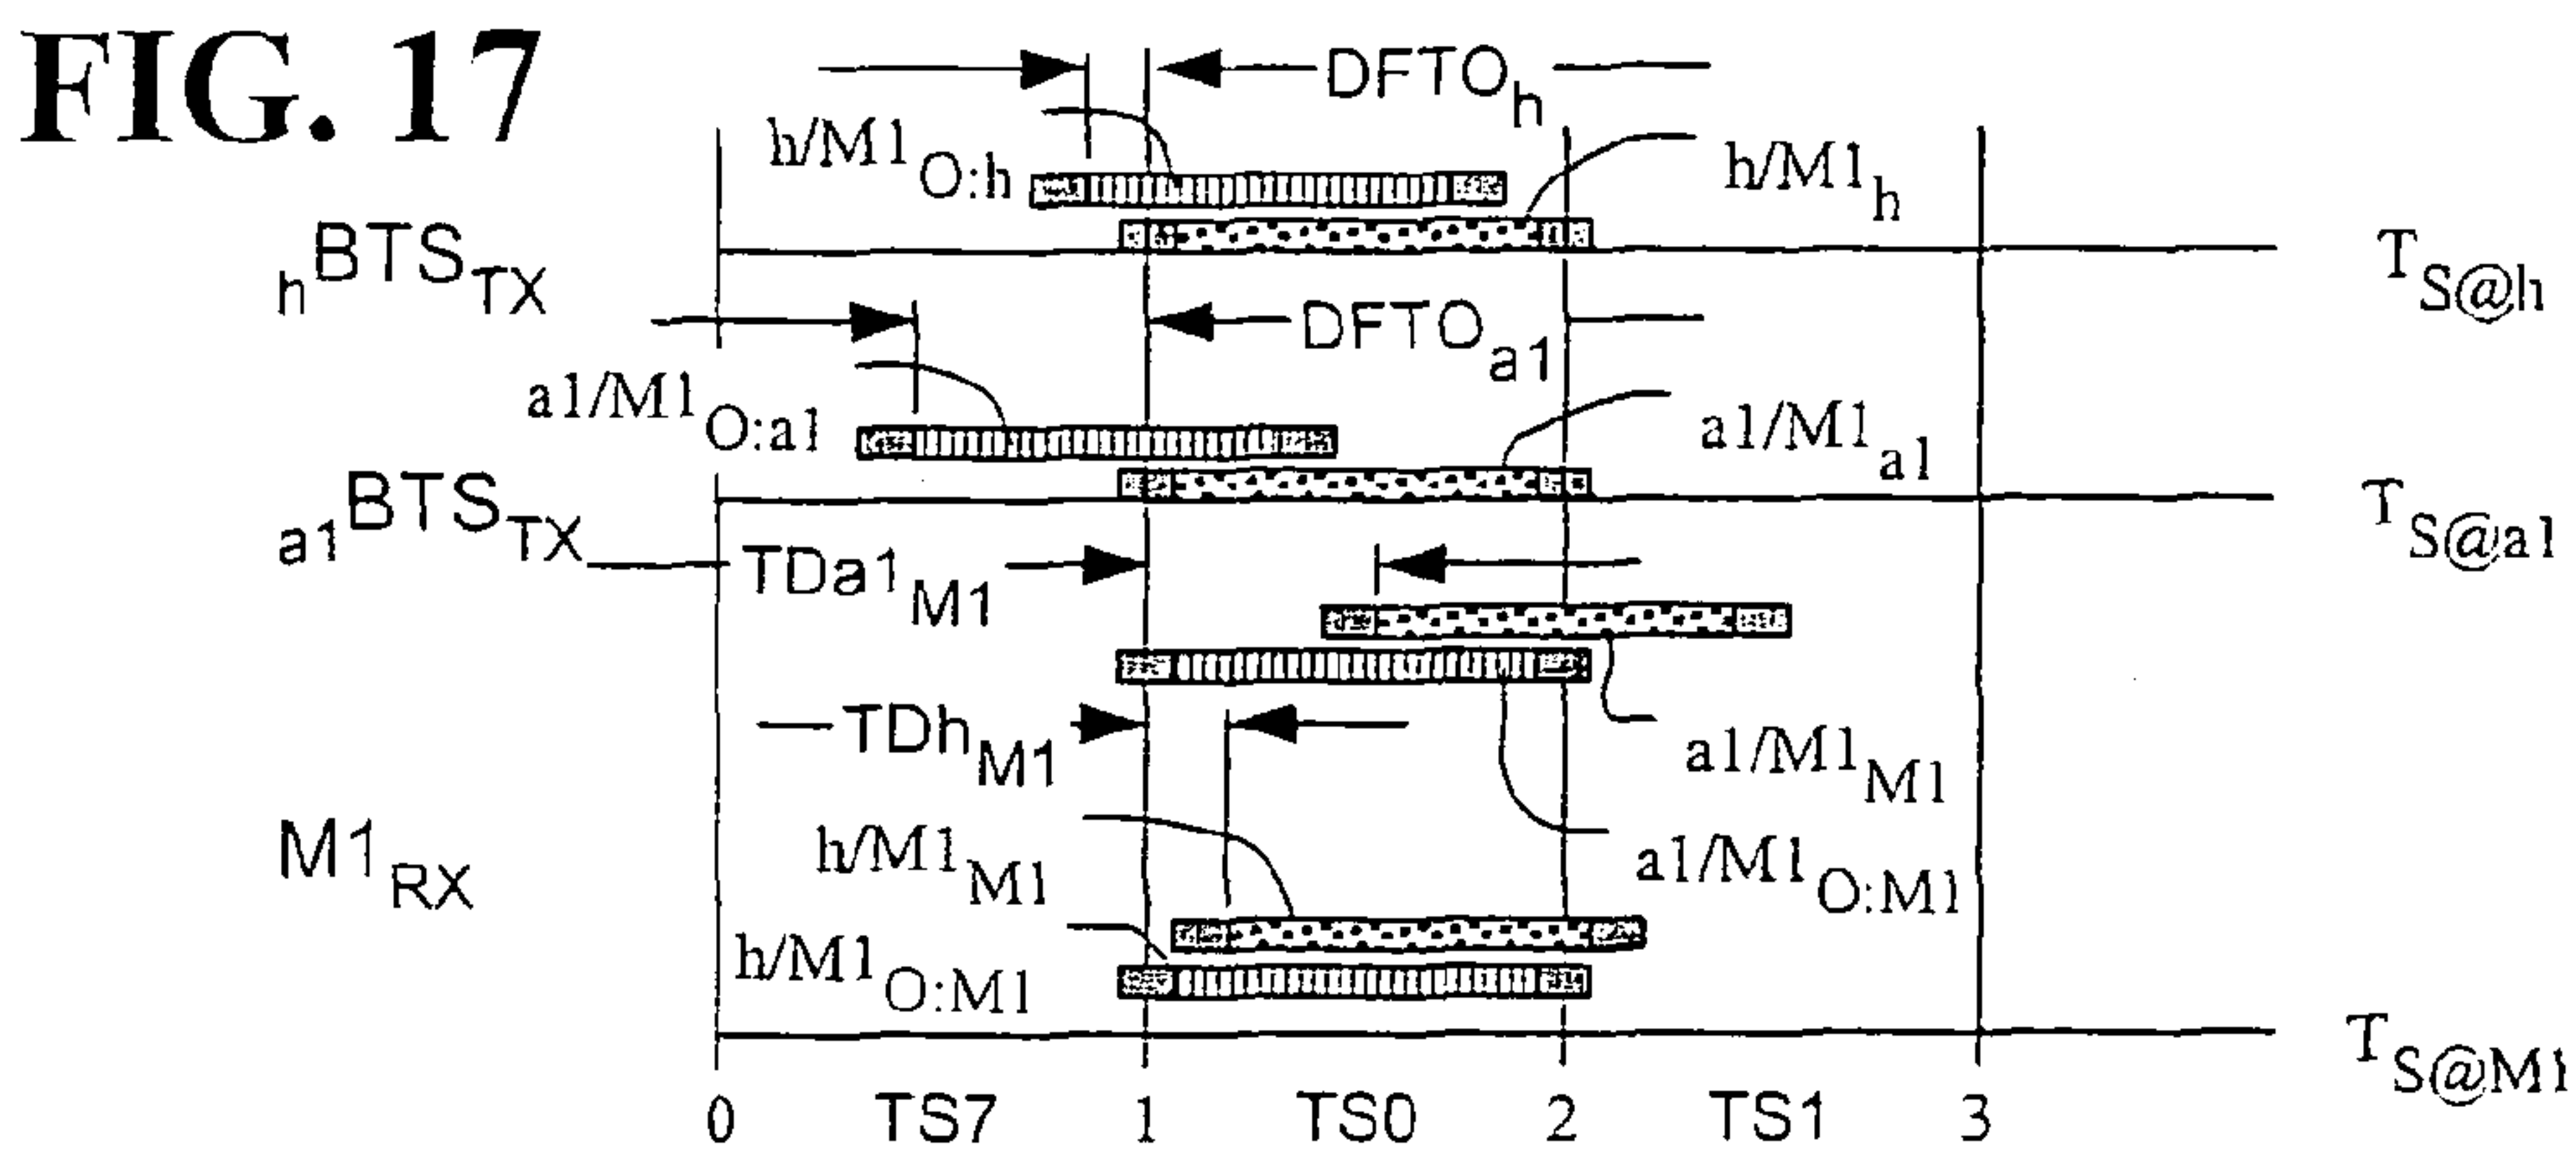 FIG. 17
DFTOh
h/M1O:h
h/M1h
hBTSTX
TS@h
DFTOa1
a1/M1O:a1
a1/M1a1
a1BTSTX
TS@a1
TDa1M1
TDhM1
a1/M1M1
M1RX
h/M1M1
a1/M1O:M1
h/M1O:M1
TS@M1
0 TS7 1 TS0 2 TS1 3